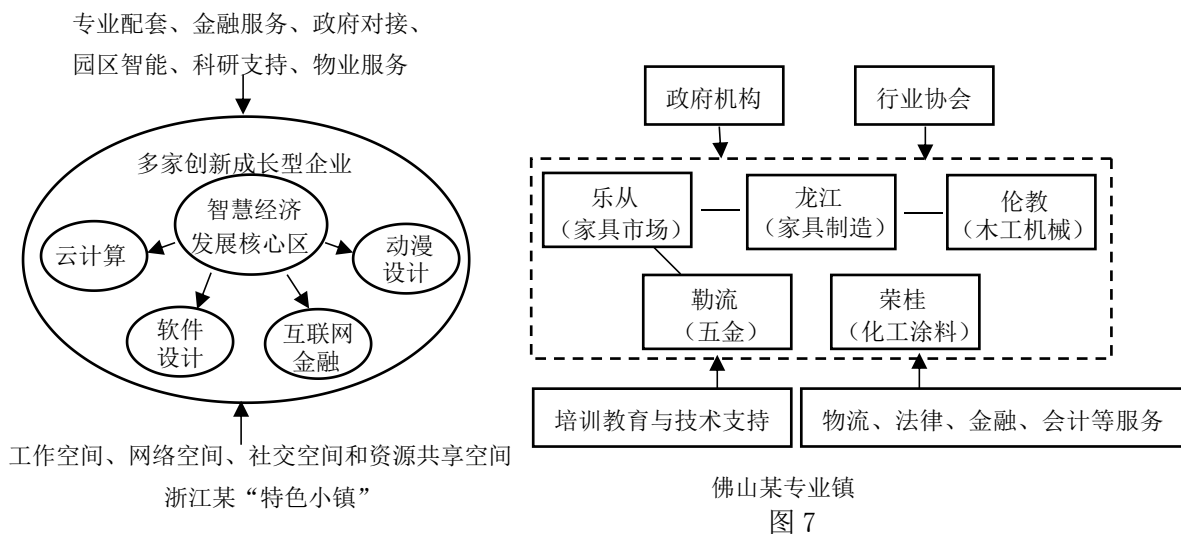 专业配套、金融服务、政府对接、
园区智能、科研支持、物业服务
多家创新成长型企业
智慧经济
发展核心区
云计算
动漫
设计
软件
设计
互联网
金融
工作空间、网络空间、社交空间和资源共享空间
浙江某“特色小镇”
政府机构
行业协会
乐从
（家具市场）
龙江
（家具制造）
伦教
（木工机械）
勒流
（五金）
荣桂
（化工涂料）
培训教育与技术支持
物流、法律、金融、会计等服务
佛山某专业镇
图 7